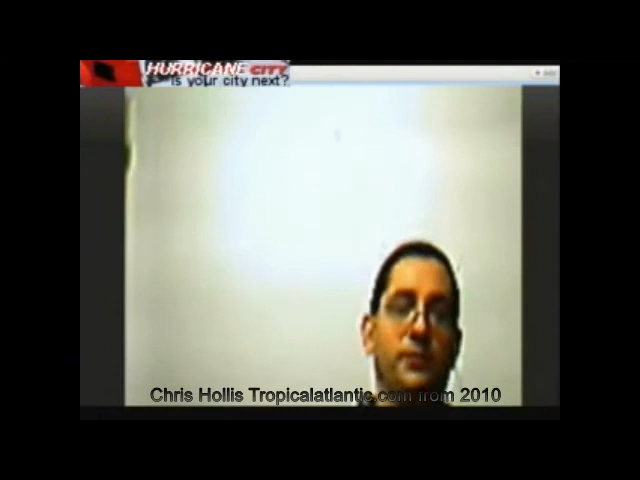 HURRICANE CITY
is your city next?
Chris Hollis Tropicalatlantic.com from 2010